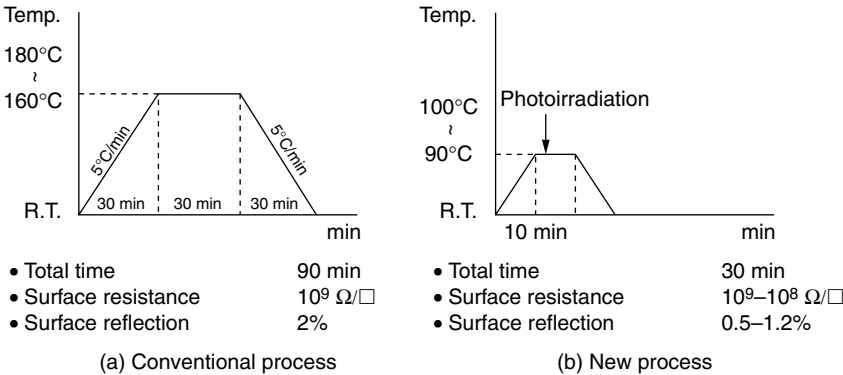 Temp.
180°C
~
160°C
R.T.
5°C/min
5°C/min
30 min
30 min
30 min
min
• Total time 90 min
• Surface resistance 10⁹ Ω/□
• Surface reflection 2%
(a) Conventional process
Temp.
100°C
~
90°C
R.T.
Photoirradiation
10 min
min
• Total time 30 min
• Surface resistance 10⁹–10⁸ Ω/□
• Surface reflection 0.5–1.2%
(b) New process